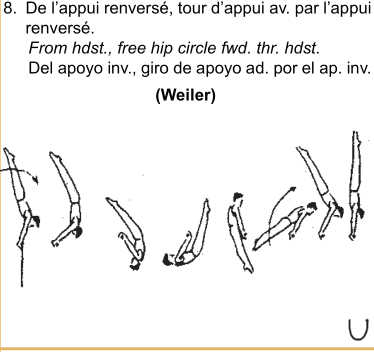 8. De l'appui renversé, tour d'appui av. par l'appui
renversé.
From hdst., free hip circle fwd. thr. hdst.
Del apoyo inv., giro de apoyo ad. por el ap. inv.
(Weiler)